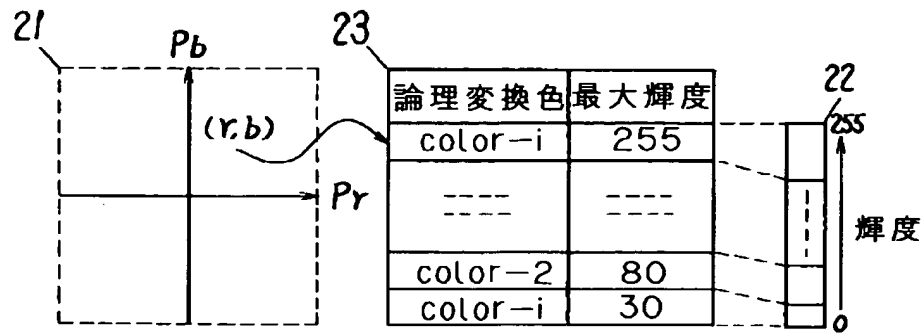 21
Pb
(r,b)
Pr
23
論理変換色 最大輝度
color-i 255
----- -----
----- -----
color-2 80
color-i 30
22
255
輝度
0